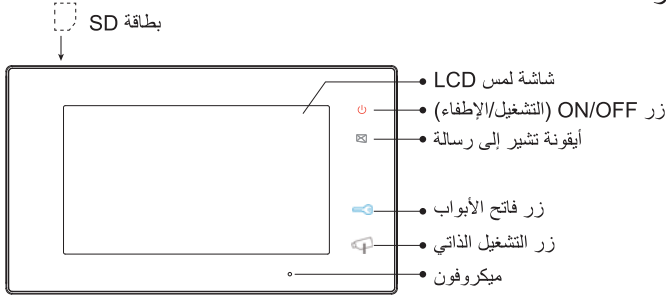 بطاقة SD
شاشة لمس LCD
زر ON/OFF (التشغيل/الإطفاء)
أيقونة تشير إلى رسالة
زر فاتح الأبواب
زر التشغيل الذاتي
ميكروفون